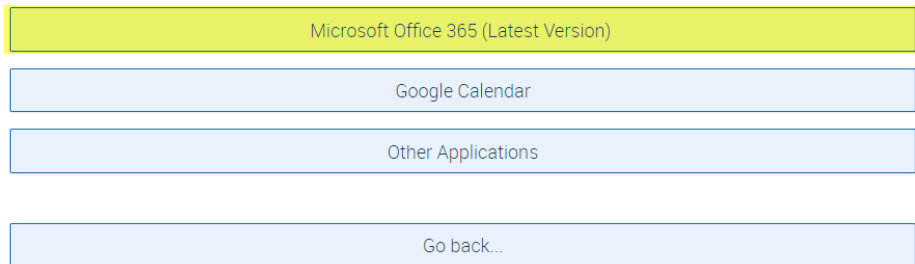 Microsoft Office 365 (Latest Version)
Google Calendar
Other Applications
Go back...